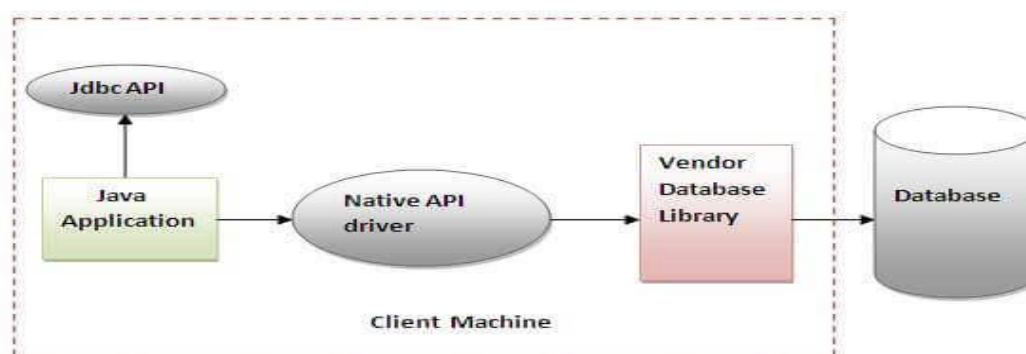 Jdbc API
Java
Application
Native API
driver
Vendor
Database
Library
Database
Client Machine